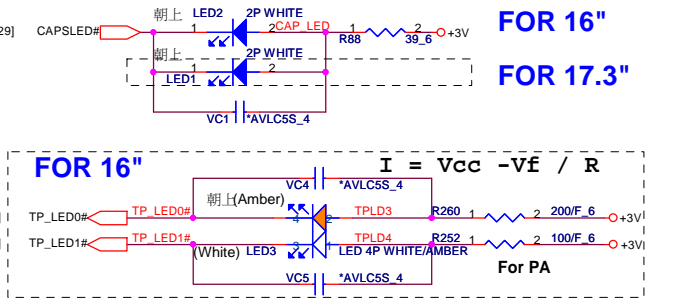 朝上 LED2 2P WHITE
29] CAPSLED# 1 2 CAP_LED R88 1 2 39_6 +3V FOR 16"
朝上 2P WHITE
1 2 FOR 17.3"
LED1
VC1 *AVLC5S_4
FOR 16" I = Vcc -Vf / R
VC4 *AVLC5S_4
朝上(Amber)
TP_LED0# TP_LED0# 4 2 TPLD3 R260 1 2 200/F_6 +3V
TP_LED1# TP_LED1# 3 1 TPLD4 R252 1 2 100/F_6 +3V
(White) LED3 LED 4P WHITE/AMBER
For PA
VC5 *AVLC5S_4